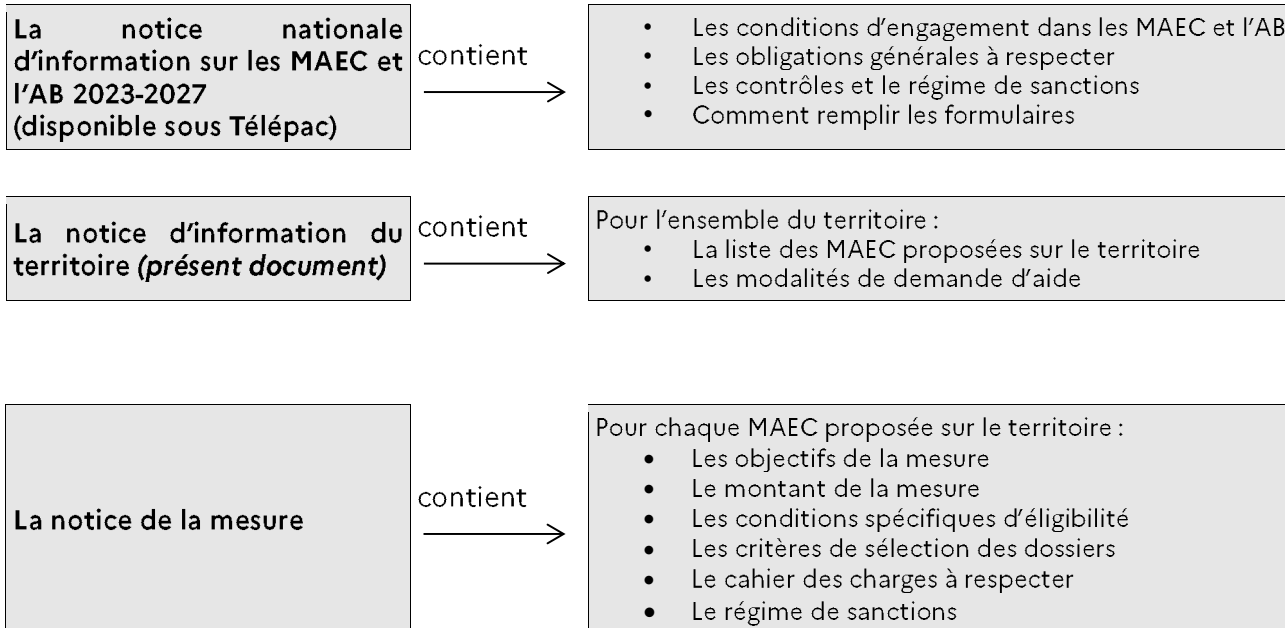 La notice nationale
d'information sur les MAEC et
l'AB 2023-2027
(disponible sous Télépac)
contient
• Les conditions d'engagement dans les MAEC et l'AB
• Les obligations générales à respecter
• Les contrôles et le régime de sanctions
• Comment remplir les formulaires
La notice d'information du
territoire (présent document)
contient
Pour l'ensemble du territoire :
• La liste des MAEC proposées sur le territoire
• Les modalités de demande d'aide
La notice de la mesure
contient
Pour chaque MAEC proposée sur le territoire :
• Les objectifs de la mesure
• Le montant de la mesure
• Les conditions spécifiques d'éligibilité
• Les critères de sélection des dossiers
• Le cahier des charges à respecter
• Le régime de sanctions